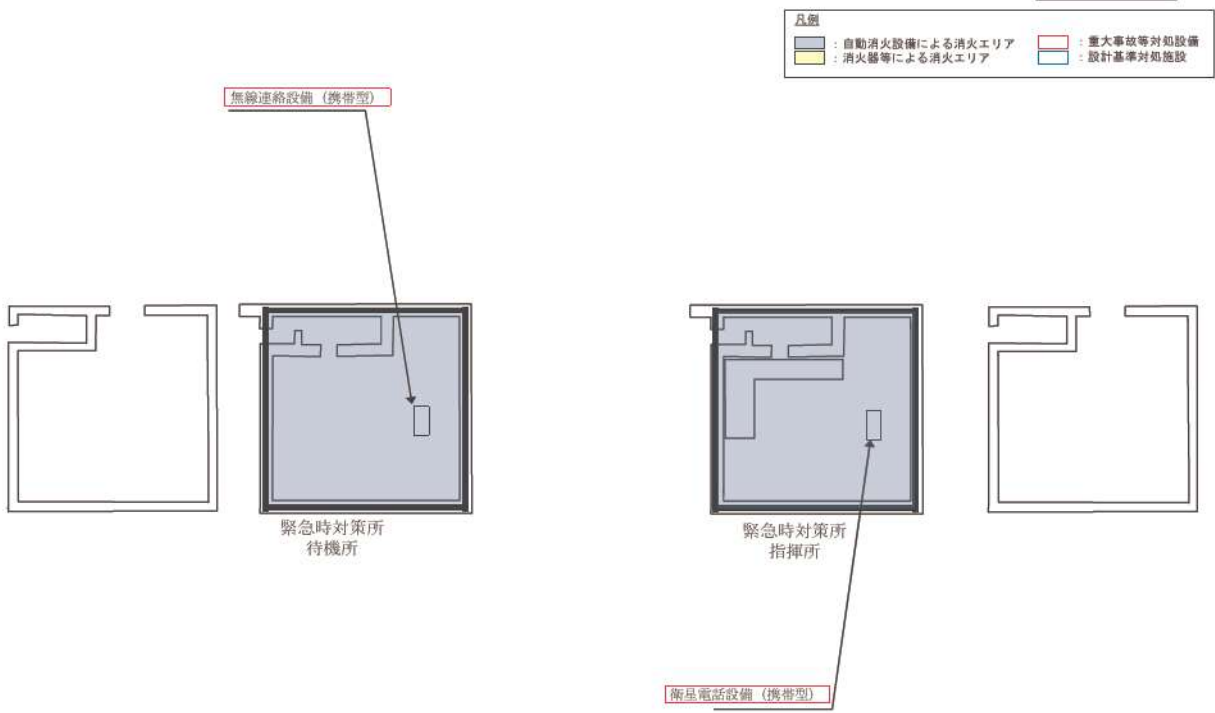 凡例
：自動消火設備による消火エリア
：重大事故等対処設備
：消火器等による消火エリア
：設計基準対処施設
無線連絡設備（携帯型）
緊急時対策所
待機所
緊急時対策所
指揮所
衛星電話設備（携帯型）